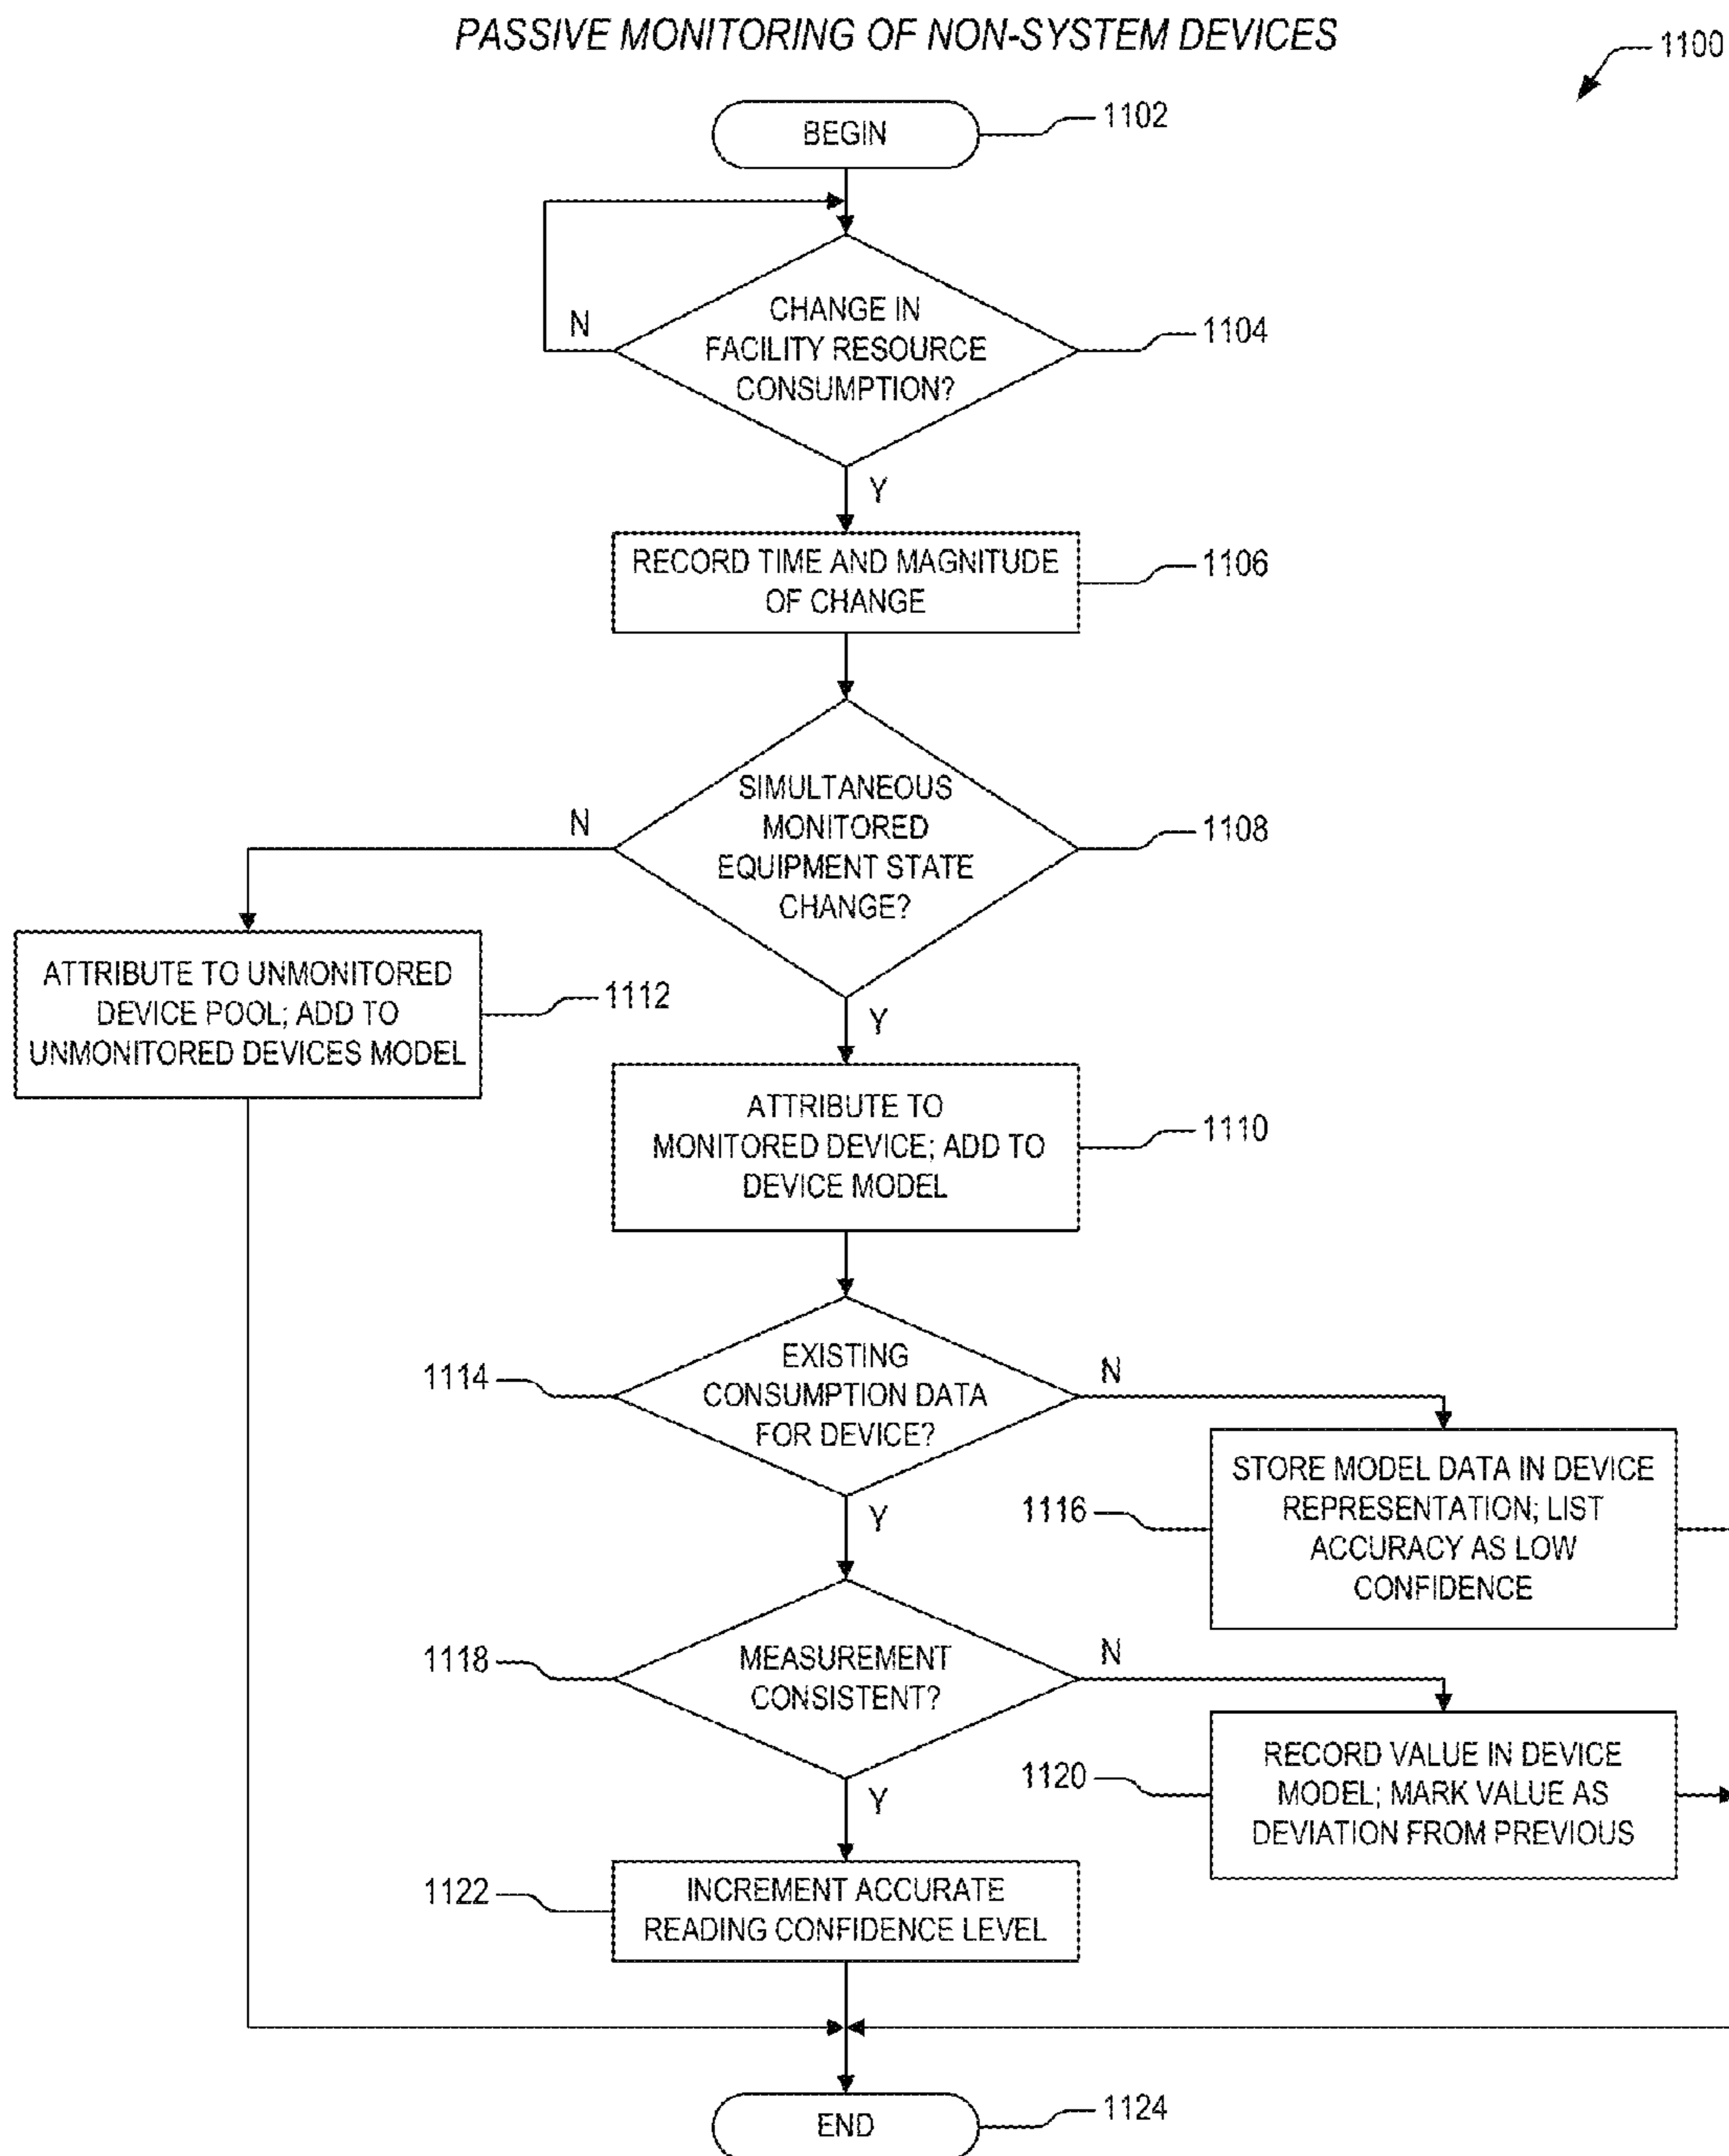 PASSIVE MONITORING OF NON-SYSTEM DEVICES
1100
BEGIN
1102
CHANGE IN
FACILITY RESOURCE
CONSUMPTION?
N
1104
Y
RECORD TIME AND MAGNITUDE
OF CHANGE
1106
SIMULTANEOUS
MONITORED
EQUIPMENT STATE
CHANGE?
N
1108
Y
ATTRIBUTE TO UNMONITORED
DEVICE POOL; ADD TO
UNMONITORED DEVICES MODEL
1112
ATTRIBUTE TO
MONITORED DEVICE; ADD TO
DEVICE MODEL
1110
1114
EXISTING
CONSUMPTION DATA
FOR DEVICE?
N
Y
1116
STORE MODEL DATA IN DEVICE
REPRESENTATION; LIST
ACCURACY AS LOW
CONFIDENCE
1118
MEASUREMENT
CONSISTENT?
N
Y
1120
RECORD VALUE IN DEVICE
MODEL; MARK VALUE AS
DEVIATION FROM PREVIOUS
1122
INCREMENT ACCURATE
READING CONFIDENCE LEVEL
END
1124